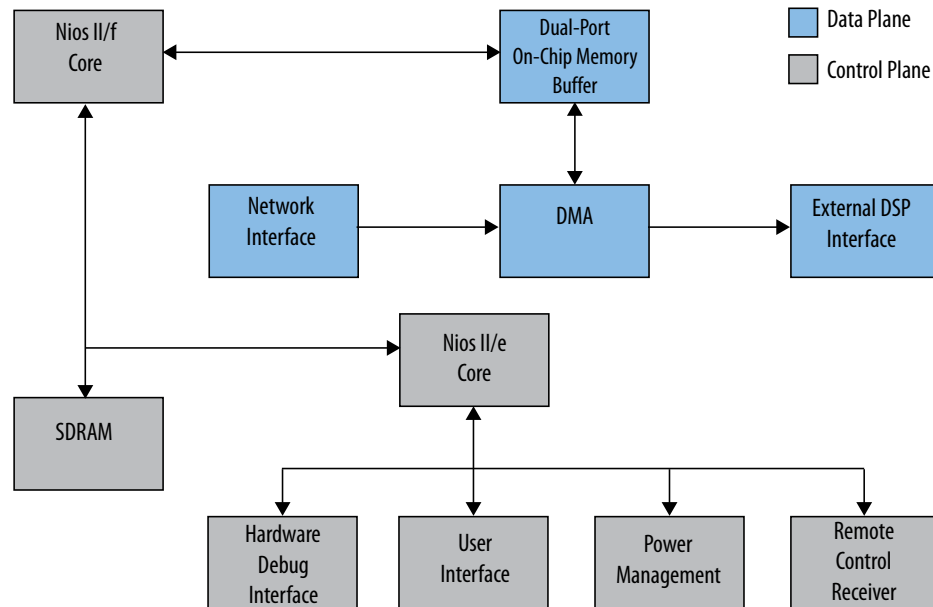 Nios II/f
Core
Dual-Port
On-Chip Memory
Buffer
Data Plane
Control Plane
Network
Interface
DMA
External DSP
Interface
Nios II/e
Core
SDRAM
Hardware
Debug
Interface
User
Interface
Power
Management
Remote
Control
Receiver